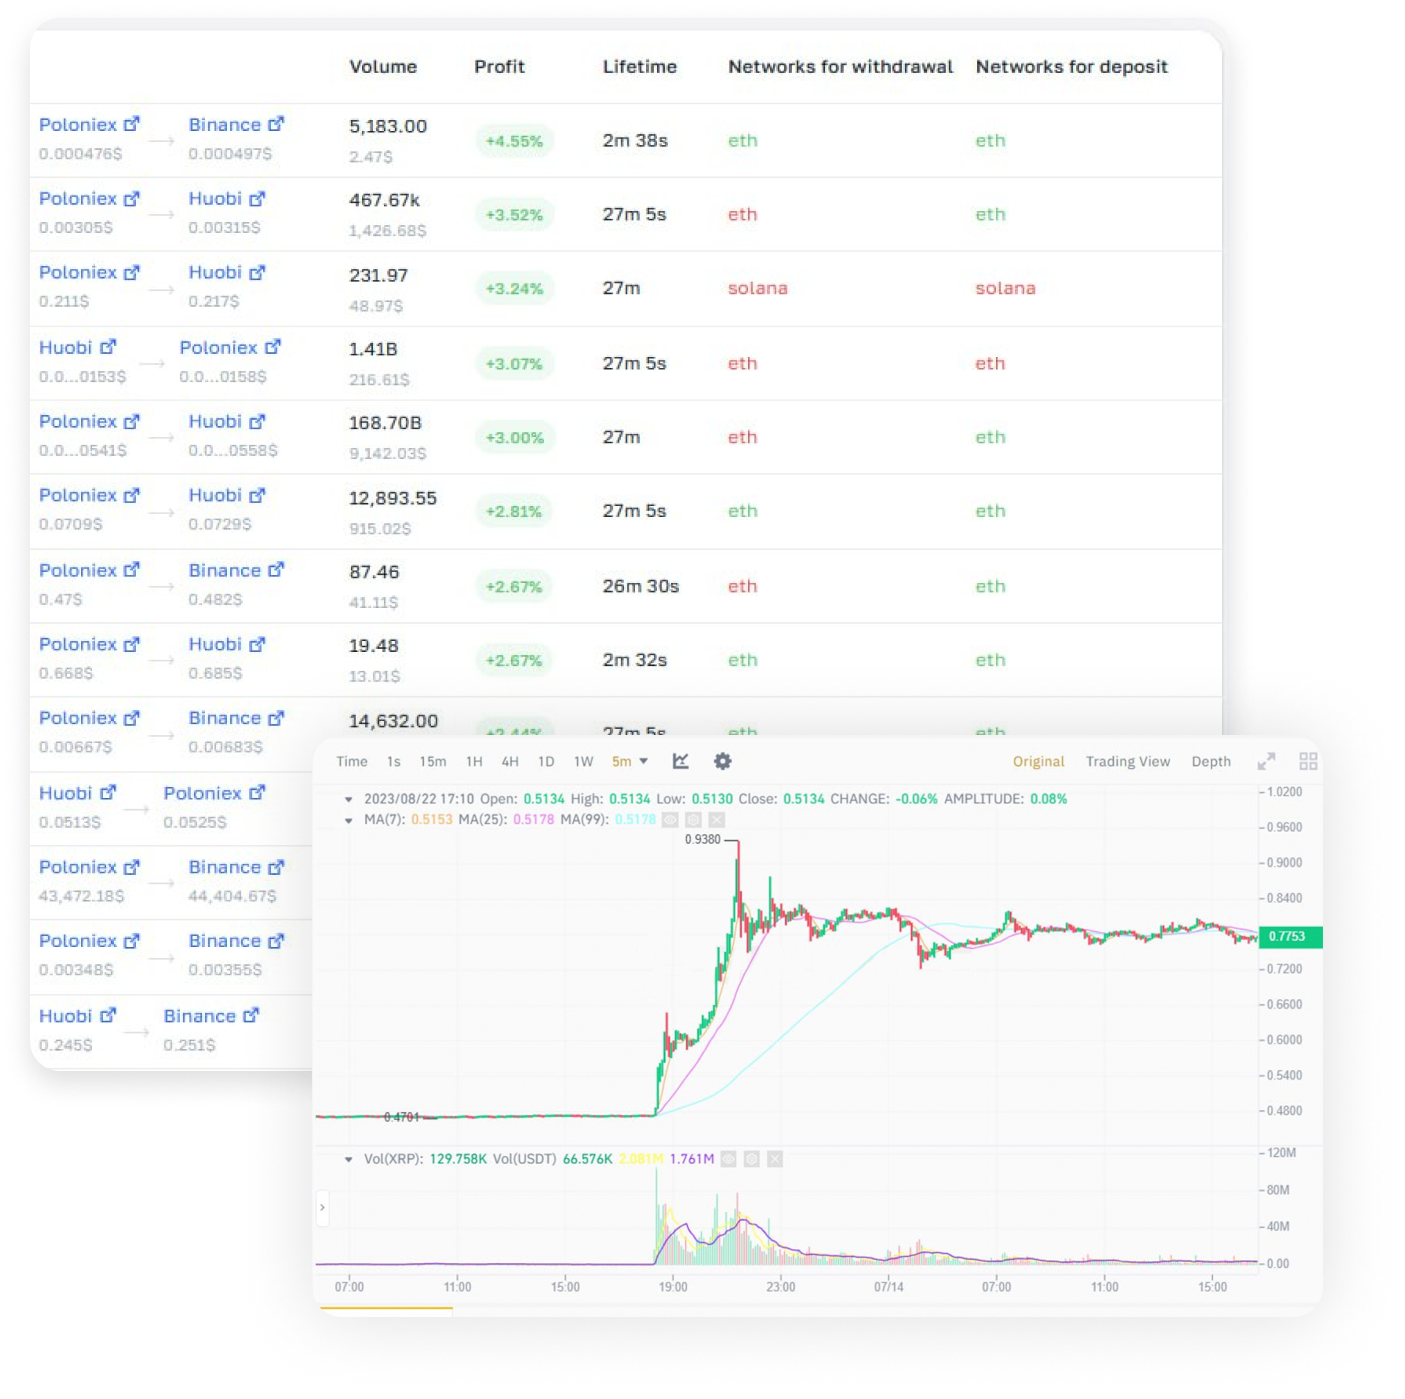 Volume Profit Lifetime Networks for withdrawal Networks for deposit
Poloniex Binance 5,183.00 +4.55% 2m 38s eth eth
0.000476$ 0.000497$ 2.47$
Poloniex Huobi 467.67k +3.52% 27m 5s eth eth
0.00305$ 0.00315$ 1,426.68$
Poloniex Huobi 231.97 +3.24% 27m solana solana
0.211$ 0.217$ 48.97$
Huobi Poloniex 1.41B +3.07% 27m 5s eth eth
0.0...0153$ 0.0...0158$ 216.61$
Poloniex Huobi 168.70B +3.00% 27m eth eth
0.0...0541$ 0.0...0558$ 9,142.03$
Poloniex Huobi 12,893.55 +2.81% 27m 5s eth eth
0.0709$ 0.0729$ 915.02$
Poloniex Binance 87.46 +2.67% 26m 30s eth eth
0.47$ 0.482$ 41.11$
Poloniex Huobi 19.48 +2.67% 2m 32s eth eth
0.668$ 0.685$ 13.01$
Poloniex Binance 14,632.00 +2.44% 27m 5s eth eth
0.00667$ 0.00683$
Huobi Poloniex
0.0513$ 0.0525$
Poloniex Binance
43,472.18$ 44,404.67$
Poloniex Binance
0.00348$ 0.00355$
Huobi Binance
0.245$ 0.251$
Time 1s 15m 1H 4H 1D 1W 5m Original Trading View Depth
2023/08/22 17:10 Open: 0.5134 High: 0.5134 Low: 0.5130 Close: 0.5134 CHANGE: -0.06% AMPLITUDE: 0.08%
MA(7): 0.5153 MA(25): 0.5178 MA(99): 0.5178
1.0200
0.9600
0.9380
0.9000
0.8400
0.7753
0.7200
0.6600
0.6000
0.5400
0.4800
0.4701
Vol(XRP): 129.758K Vol(USDT) 66.576K 2.081M 1.761M
120M
80M
40M
0.00
07:00 11:00 15:00 19:00 23:00 07/14 07:00 11:00 15:00